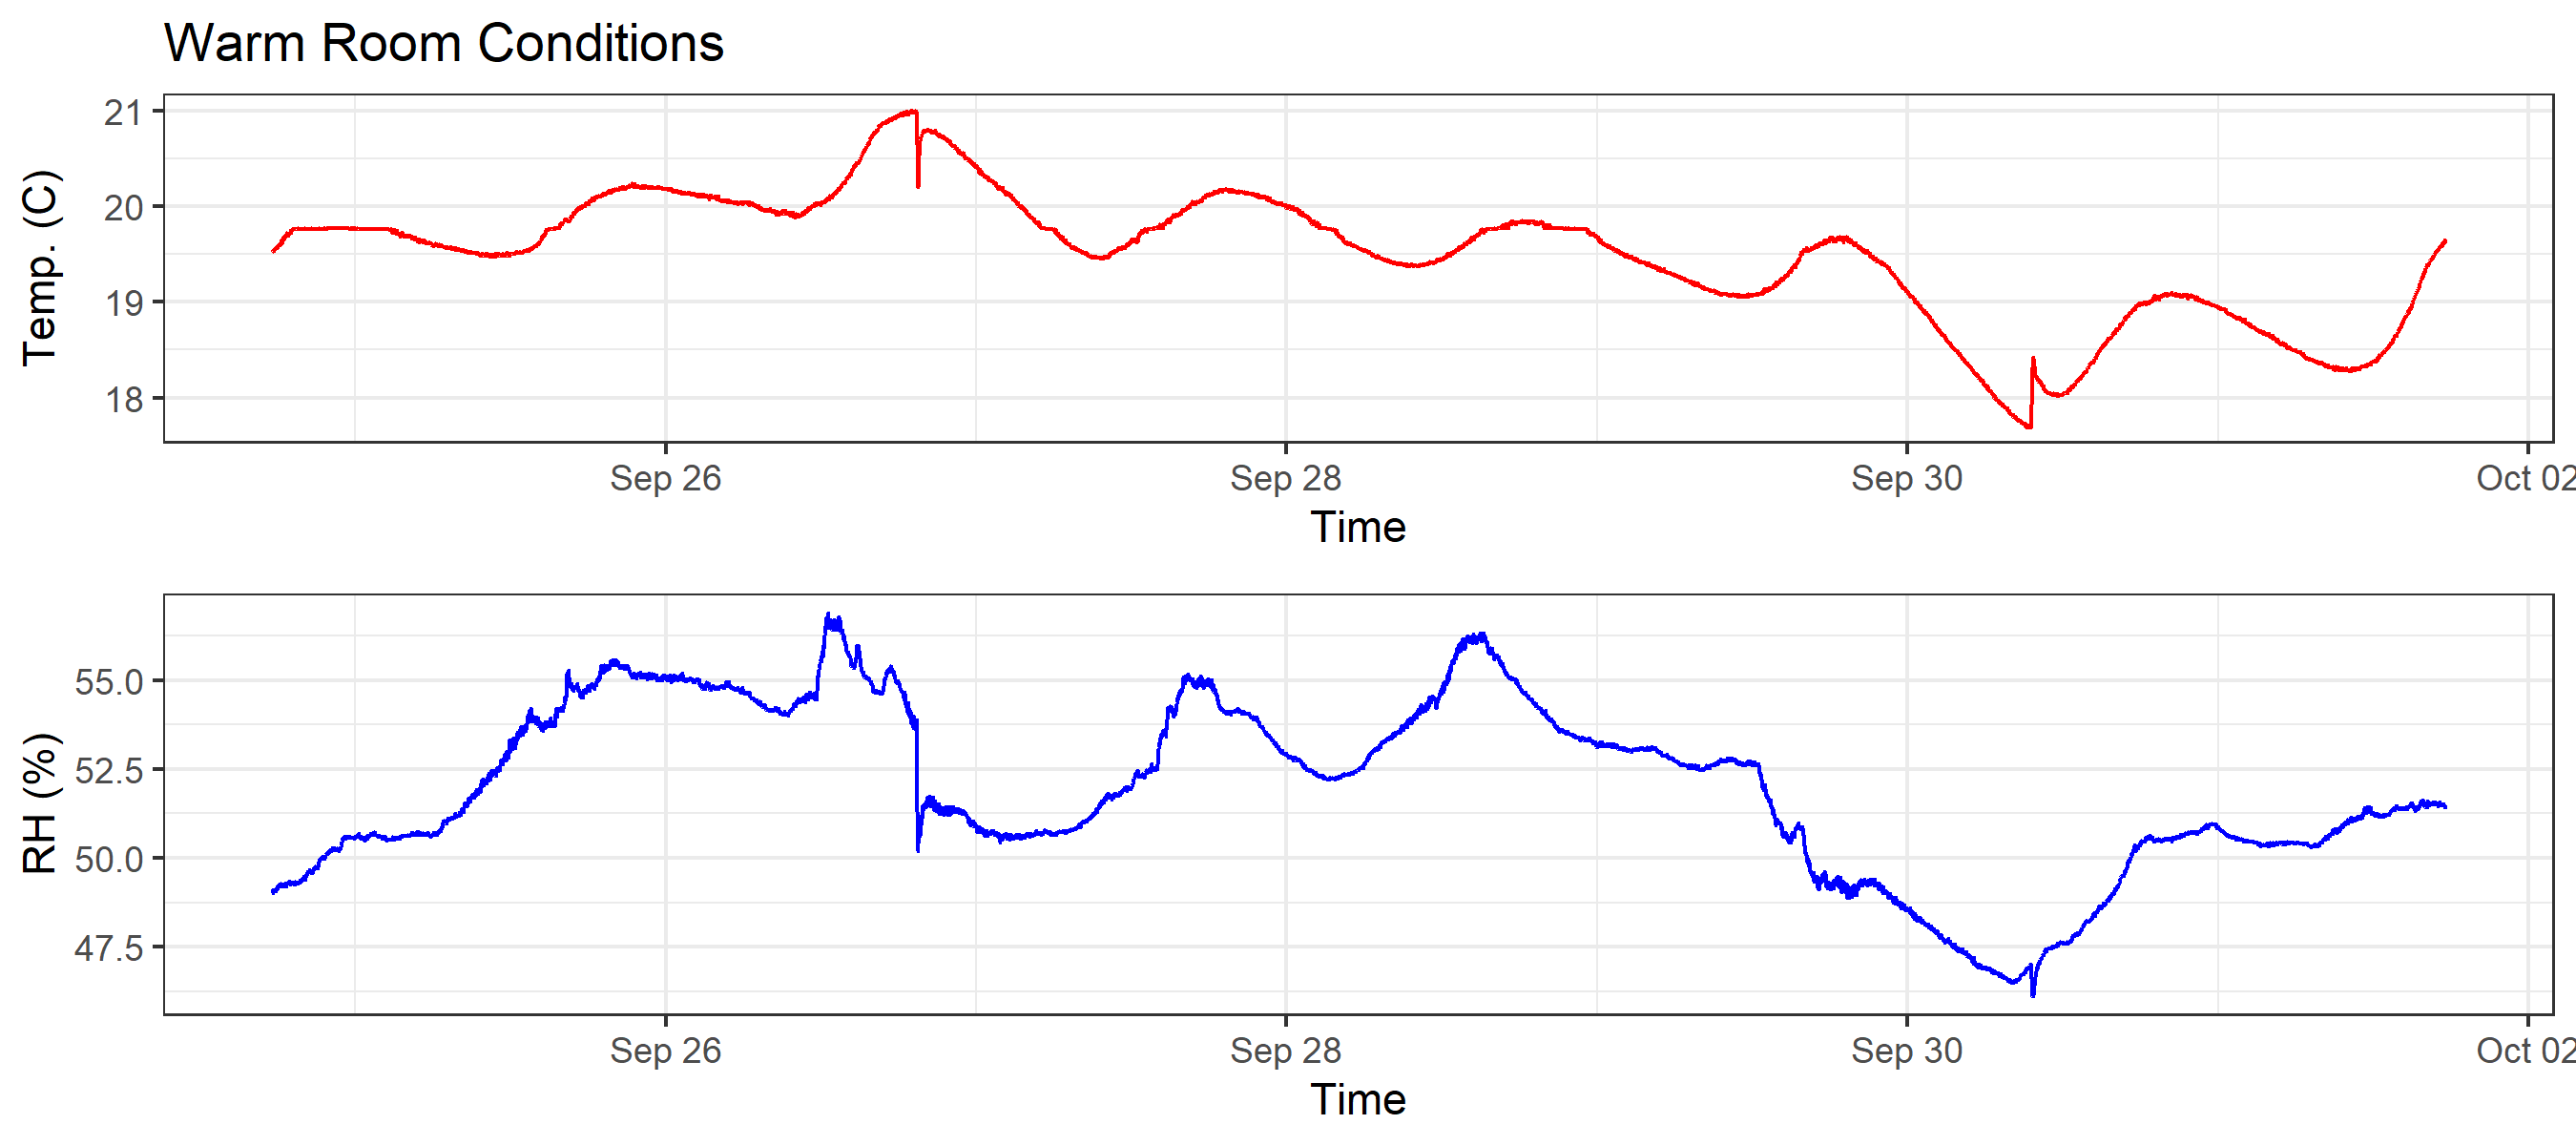 Warm Room Conditions
Temp. (C)
21
20
19
18
Sep 26 Sep 28 Sep 30 Oct 02
Time
RH (%)
55.0
52.5
50.0
47.5
Sep 26 Sep 28 Sep 30 Oct 02
Time